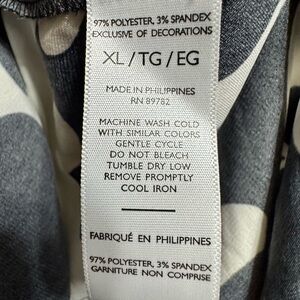 97% POLYESTER, 3% SPANDEX
EXCLUSIVE OF DECORATIONS
XL/TG/EG
MADE IN PHILIPPINES
RN 89782
MACHINE WASH COLD
WITH SIMILAR COLORS
GENTLE CYCLE
DO NOT BLEACH
TUMBLE DRY LOW
REMOVE PROMPTLY
COOL IRON
FABRIQUÉ EN PHILIPPINES
97% POLYESTER, 3% SPANDEX
GARNITURE NON COMPRISE